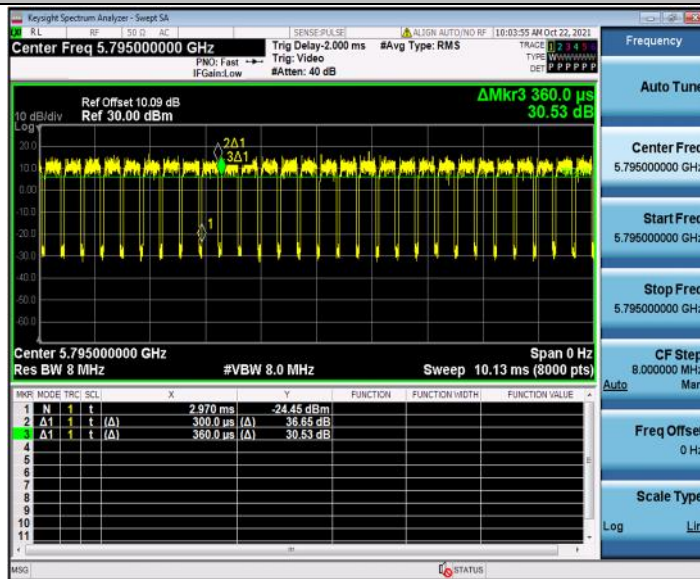 Keysight Spectrum Analyzer - Swept SA
RL RF 50 Ω AC SENSE:PULSE ALIGN AUTO/NO RF 10:03:55 AM Oct 22, 2021
Center Freq 5.795000000 GHz Trig Delay-2.000 ms #Avg Type: RMS TRACE 1 2 3 4 5 6
PNO: Fast Trig: Video TYPE
IFGain:Low #Atten: 40 dB DET P P P P P P
Frequency
Auto Tune
ΔMkr3 360.0 µs
Ref Offset 10.09 dB
10 dB/div Ref 30.00 dBm 30.53 dB
Log
20.0
10.0
0.00
-10.0
-20.0
-30.0
-40.0
-50.0
-60.0
2Δ1
3Δ1
1
Center 5.795000000 GHz Span 0 Hz
Res BW 8 MHz #VBW 8.0 MHz Sweep 10.13 ms (8000 pts)
MKR MODE TRC SCL X Y FUNCTION FUNCTION WIDTH FUNCTION VALUE
1 N 1 t 2.970 ms -24.45 dBm
2 Δ1 1 t (Δ) 300.0 µs (Δ) 36.65 dB
3 Δ1 1 t (Δ) 360.0 µs (Δ) 30.53 dB
4
5
6
7
8
9
10
11
Center Freq
5.795000000 GHz
Start Freq
5.795000000 GHz
Stop Freq
5.795000000 GHz
CF Step
8.000000 MHz
Auto Man
Freq Offset
0 Hz
Scale Type
Log Lin
MSG STATUS